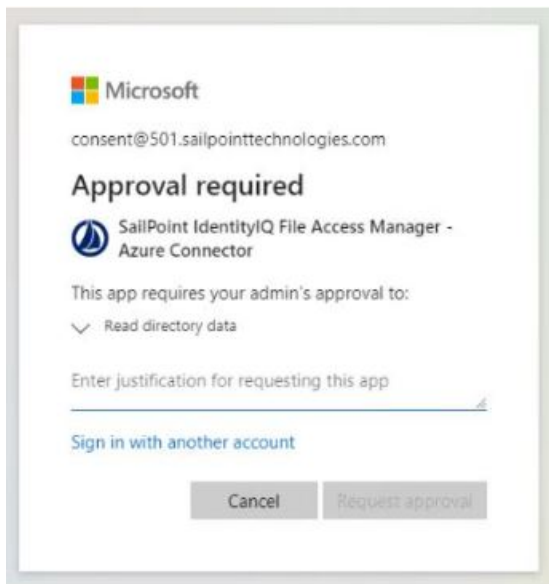 Microsoft
consent@501.sailpointtechnologies.com
Approval required
SailPoint IdentityIQ File Access Manager -
Azure Connector
This app requires your admin's approval to:
Read directory data
Enter justification for requesting this app
Sign in with another account
Cancel
Request approval